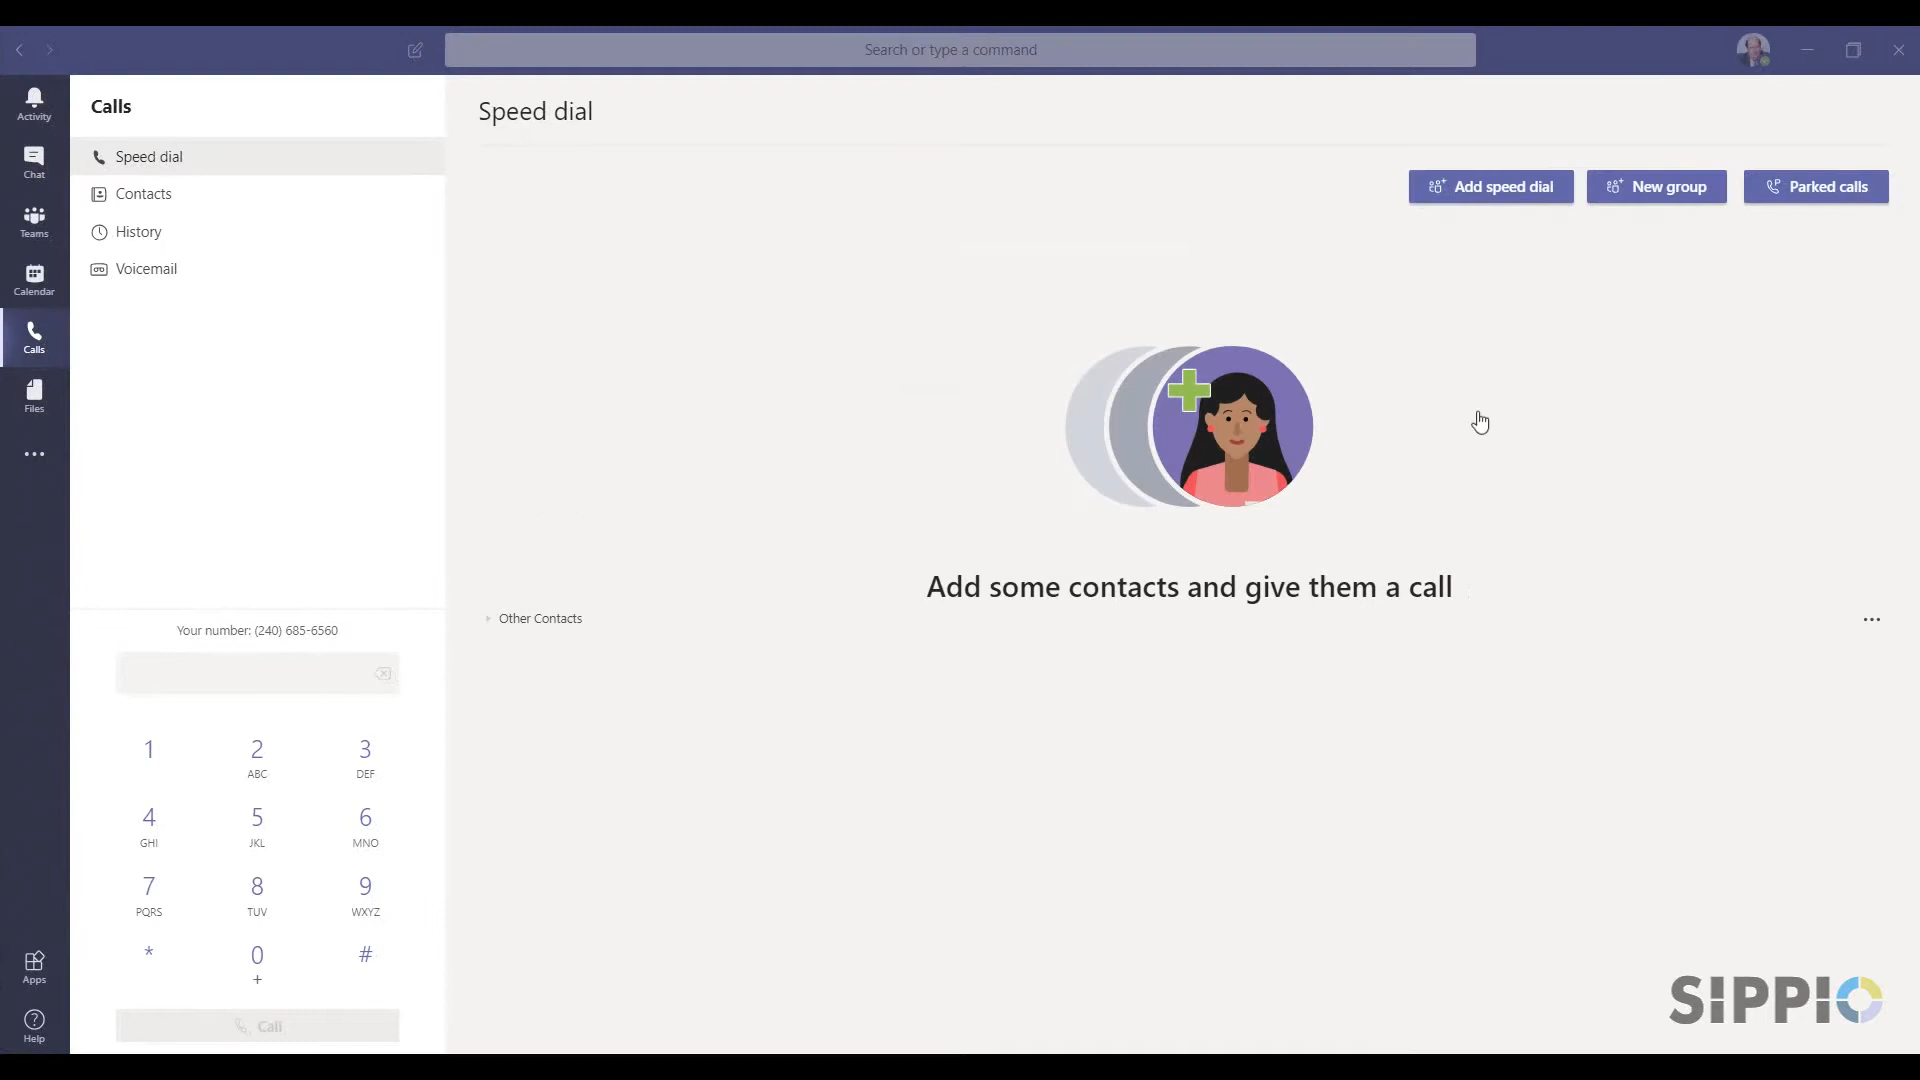 Search or type a command
Activity
Chat
Teams
Calendar
Calls
Files
Apps
Help
Calls
Speed dial
Contacts
History
Voicemail
Your number: (240) 685-6560
1
2
ABC
3
DEF
4
GHI
5
JKL
6
MNO
7
PQRS
8
TUV
9
WXYZ
*
0
+
#
Call
Speed dial
Add speed dial
New group
Parked calls
Add some contacts and give them a call
Other Contacts
SIPPIO